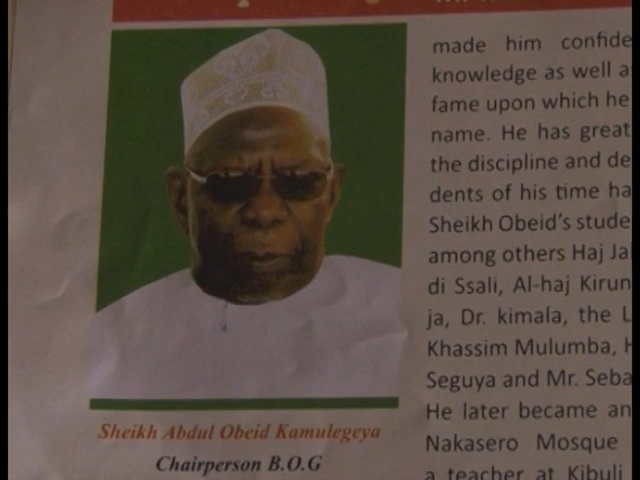 Sheikh Abdul Obeid Kamulegeya
Chairperson B.O.G
made him confide
knowledge as well a
fame upon which he
name. He has great
the discipline and de
dents of his time ha
Sheikh Obeid's stude
among others Haj Ja
di Ssali, Al-haj Kirun
ja, Dr. kimala, the L
Khassim Mulumba, H
Seguya and Mr. Seba
He later became an
Nakasero Mosque
a teacher at Kibuli